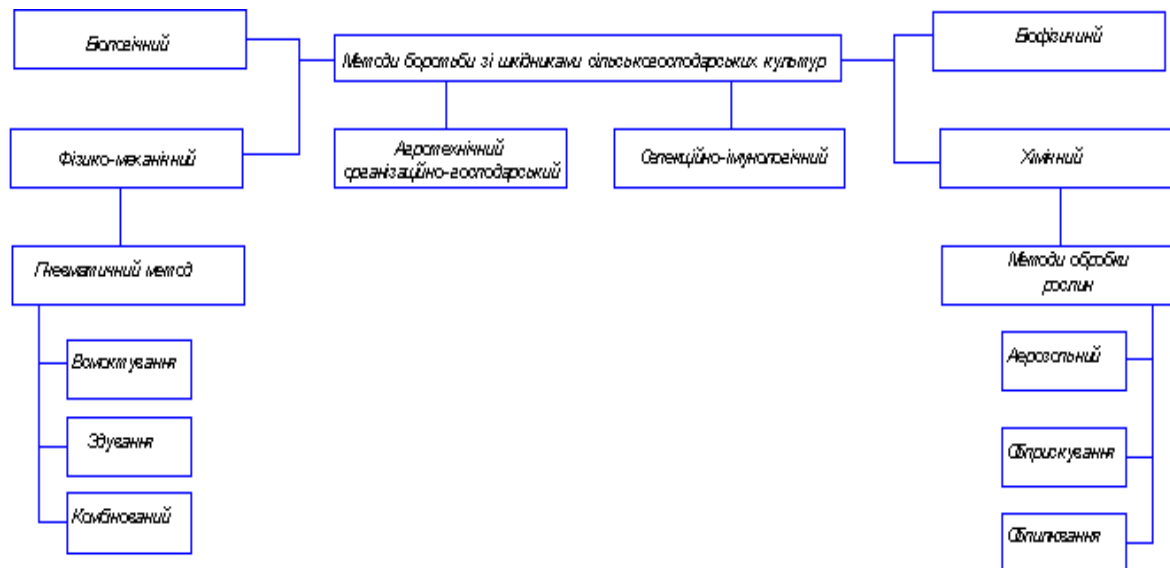 Біологічний
Методи боротьби зі шкідниками сільськогосподарських культур
Біофізичний
Фізико-механічний
Агротехнічний
організаційно-господарський
Селекційно-імунологічний
Хімічний
Пневматичний метод
Методи обробки
рослин
Всмоктування
Здування
Комбінований
Аерозольний
Обприскування
Обпилювання